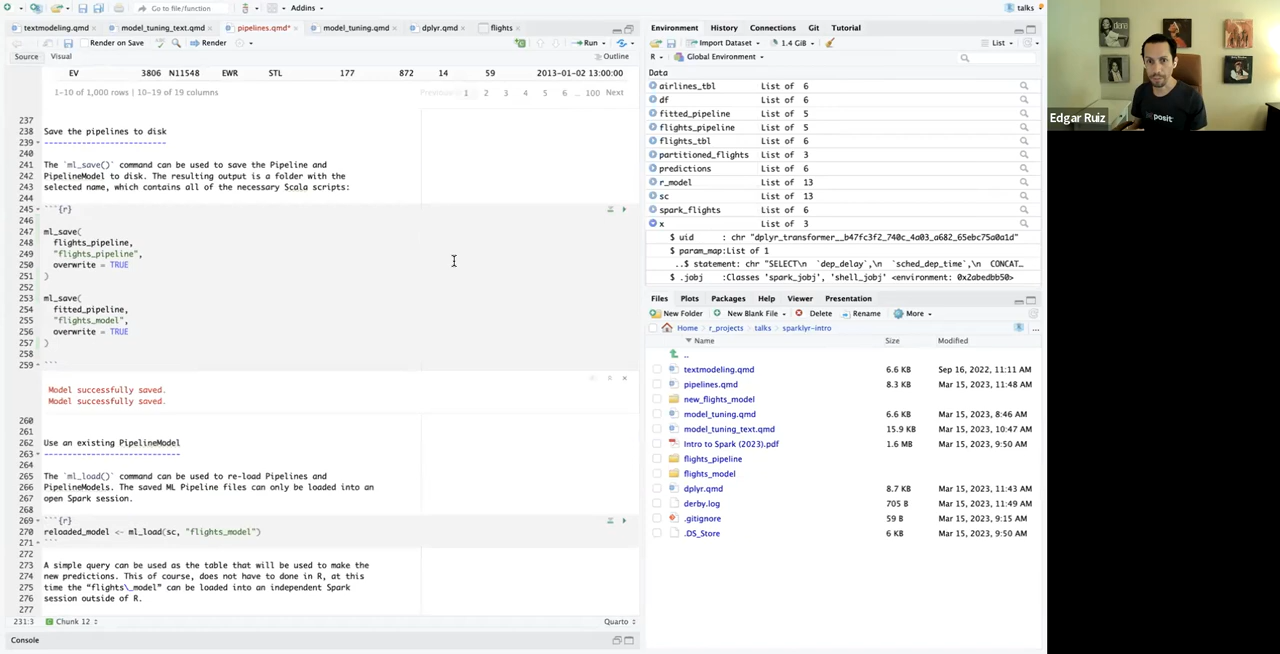 Go to file/function
Addins
talks
textmodeling.qmd
model_tuning_text.qmd
pipelines.qmd*
model_tuning.qmd
dplyr.qmd
flights
Render on Save
Render
Run
Source
Visual
Outline
EV 3806 N11548 EWR STL 177 872 14 59 2013-01-02 13:00:00
1-10 of 1,000 rows | 10-19 of 19 columns
Previous 1 2 3 4 5 6 ... 100 Next
237
238 Save the pipelines to disk
239 --------------------------
240
241 The `ml_save()` command can be used to save the Pipeline and
242 PipelineModel to disk. The resulting output is a folder with the
243 selected name, which contains all of the necessary Scala scripts:
244
245 ```{r}
246
247 ml_save(
248 flights_pipeline,
249 "flights_pipeline",
250 overwrite = TRUE
251 )
252
253 ml_save(
254 fitted_pipeline,
255 "flights_model",
256 overwrite = TRUE
257 )
258
259 ```
Model successfully saved.
Model successfully saved.
260
261
262 Use an existing PipelineModel
263 -----------------------------
264
265 The `ml_load()` command can be used to re-load Pipelines and
266 PipelineModels. The saved ML Pipeline files can only be loaded into an
267 open Spark session.
268
269 ```{r}
270 reloaded_model <- ml_load(sc, "flights_model")
271 ```
272
273 A simple query can be used as the table that will be used to make the
274 new predictions. This of course, does not have to done in R, at this
275 time the "flights\_model" can be loaded into an independent Spark
276 session outside of R.
277
231:3 Chunk 12 Quarto
Console
Environment History Connections Git Tutorial
Import Dataset 1.4 GiB List
R Global Environment
Data
airlines_tbl List of 6
df List of 6
fitted_pipeline List of 5
flights_pipeline List of 5
flights_tbl List of 6
partitioned_flights List of 3
predictions List of 6
r_model List of 13
sc List of 13
spark_flights List of 6
x List of 3
$ uid : chr "dplyr_transformer__b47fc3f2_740c_4a03_a682_65ebc75a0a1d"
$ param_map:List of 1
..$ statement: chr "SELECT\n `dep_delay`,\n `sched_dep_time`,\n CONCAT…
$ .jobj :Classes 'spark_jobj', 'shell_jobj' <environment: 0x2abedbb50>
Files Plots Packages Help Viewer Presentation
New Folder New Blank File Delete Rename More
Home r_projects talks sparklyr-intro ...
Name Size Modified
..
textmodeling.qmd 6.6 KB Sep 16, 2022, 11:11 AM
pipelines.qmd 8.3 KB Mar 15, 2023, 11:48 AM
new_flights_model
model_tuning.qmd 6.6 KB Mar 15, 2023, 8:46 AM
model_tuning_text.qmd 15.9 KB Mar 15, 2023, 10:47 AM
Intro to Spark (2023).pdf 1.6 MB Mar 15, 2023, 9:50 AM
flights_pipeline
flights_model
dplyr.qmd 8.7 KB Mar 15, 2023, 11:43 AM
derby.log 705 B Mar 15, 2023, 11:49 AM
.gitignore 59 B Mar 15, 2023, 9:15 AM
.DS_Store 6 KB Mar 15, 2023, 9:50 AM
Edgar Ruiz
posit